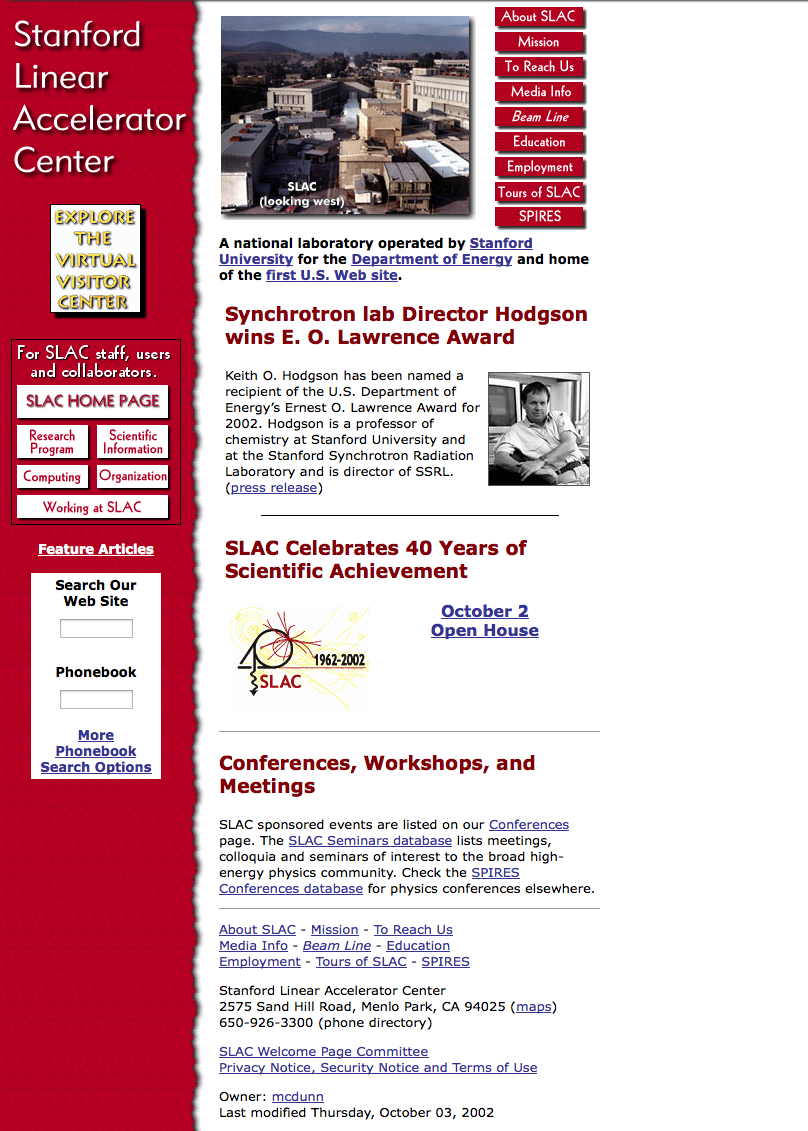 Stanford
Linear
Accelerator
Center
EXPLORE
THE
VIRTUAL
VISITOR
CENTER
For SLAC staff, users
and collaborators.
SLAC HOME PAGE
Research
Program
Scientific
Information
Computing
Organization
Working at SLAC
Feature Articles
Search Our
Web Site
Phonebook
More
Phonebook
Search Options
SLAC
(looking west)
About SLAC
Mission
To Reach Us
Media Info
Beam Line
Education
Employment
Tours of SLAC
SPIRES
A national laboratory operated by Stanford
University for the Department of Energy and home
of the first U.S. Web site.
Synchrotron lab Director Hodgson
wins E. O. Lawrence Award
Keith O. Hodgson has been named a
recipient of the U.S. Department of
Energy’s Ernest O. Lawrence Award for
2002. Hodgson is a professor of
chemistry at Stanford University and
at the Stanford Synchrotron Radiation
Laboratory and is director of SSRL.
(press release)
SLAC Celebrates 40 Years of
Scientific Achievement
40
1962-2002
SLAC
October 2
Open House
Conferences, Workshops, and
Meetings
SLAC sponsored events are listed on our Conferences
page. The SLAC Seminars database lists meetings,
colloquia and seminars of interest to the broad high-
energy physics community. Check the SPIRES
Conferences database for physics conferences elsewhere.
About SLAC - Mission - To Reach Us
Media Info - Beam Line - Education
Employment - Tours of SLAC - SPIRES
Stanford Linear Accelerator Center
2575 Sand Hill Road, Menlo Park, CA 94025 (maps)
650-926-3300 (phone directory)
SLAC Welcome Page Committee
Privacy Notice, Security Notice and Terms of Use
Owner: mcdunn
Last modified Thursday, October 03, 2002